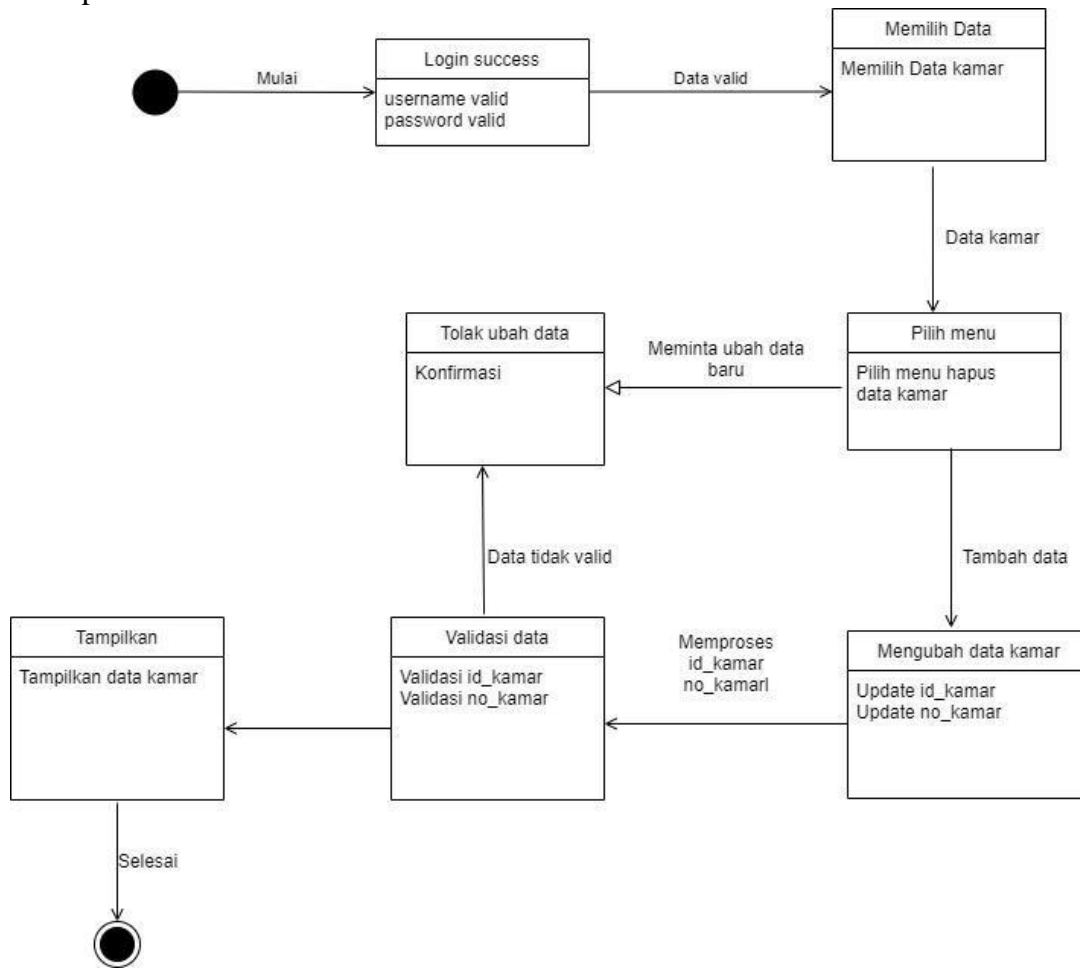 Mulai
Login success
username valid
password valid
Data valid
Memilih Data
Memilih Data kamar
Data kamar
Pilih menu
Pilih menu hapus
data kamar
Meminta ubah data
baru
Tolak ubah data
Konfirmasi
Data tidak valid
Tambah data
Mengubah data kamar
Update id_kamar
Update no_kamar
Memproses
id_kamar
no_kamarl
Validasi data
Validasi id_kamar
Validasi no_kamar
Tampilkan
Tampilkan data kamar
Selesai